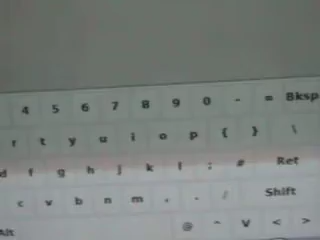 4 5 6 7 8 9 0 - = Bksp
r t y u i o p { } \
d f g h j k l ; # Ret
c v b n m , . / Shift
Alt @ ^ V < >